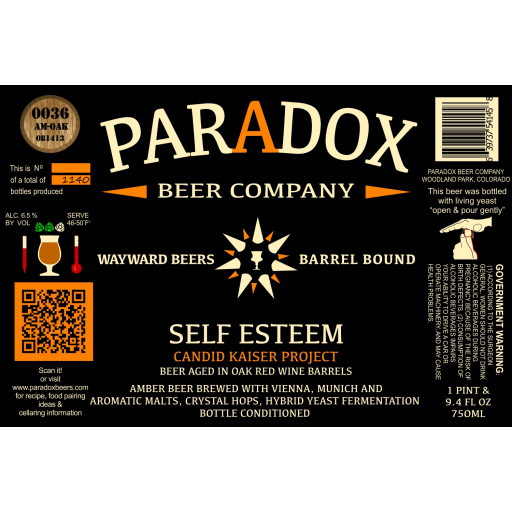 0036
AM-OAK
081413
This is Nº
of a total of 1140
bottles produced
ALC. 6.5 %
BY VOL
SERVE
46-50°F
Scan it!
or visit
www.paradoxbeers.com
for recipe, food pairing
ideas &
cellaring information
PARADOX
BEER COMPANY
WAYWARD BEERS
BARREL BOUND
SELF ESTEEM
CANDID KAISER PROJECT
BEER AGED IN OAK RED WINE BARRELS
AMBER BEER BREWED WITH VIENNA, MUNICH AND
AROMATIC MALTS, CRYSTAL HOPS, HYBRID YEAST FERMENTATION
BOTTLE CONDITIONED
PARADOX BEER COMPANY
WOODLAND PARK, COLORADO
This beer was bottled
with living yeast
"open & pour gently"
GOVERNMENT WARNING:
(1) ACCORDING TO THE SURGEON
GENERAL, WOMEN SHOULD NOT DRINK
ALCOHOLIC BEVERAGES DURING
PREGNANCY BECAUSE OF THE RISK OF
BIRTH DEFECTS. (2) CONSUMPTION OF
ALCOHOLIC BEVERAGES IMPAIRS
YOUR ABILITY TO DRIVE A CAR OR
OPERATE MACHINERY, AND MAY CAUSE
HEALTH PROBLEMS.
1 PINT &
9.4 FL OZ
750ML